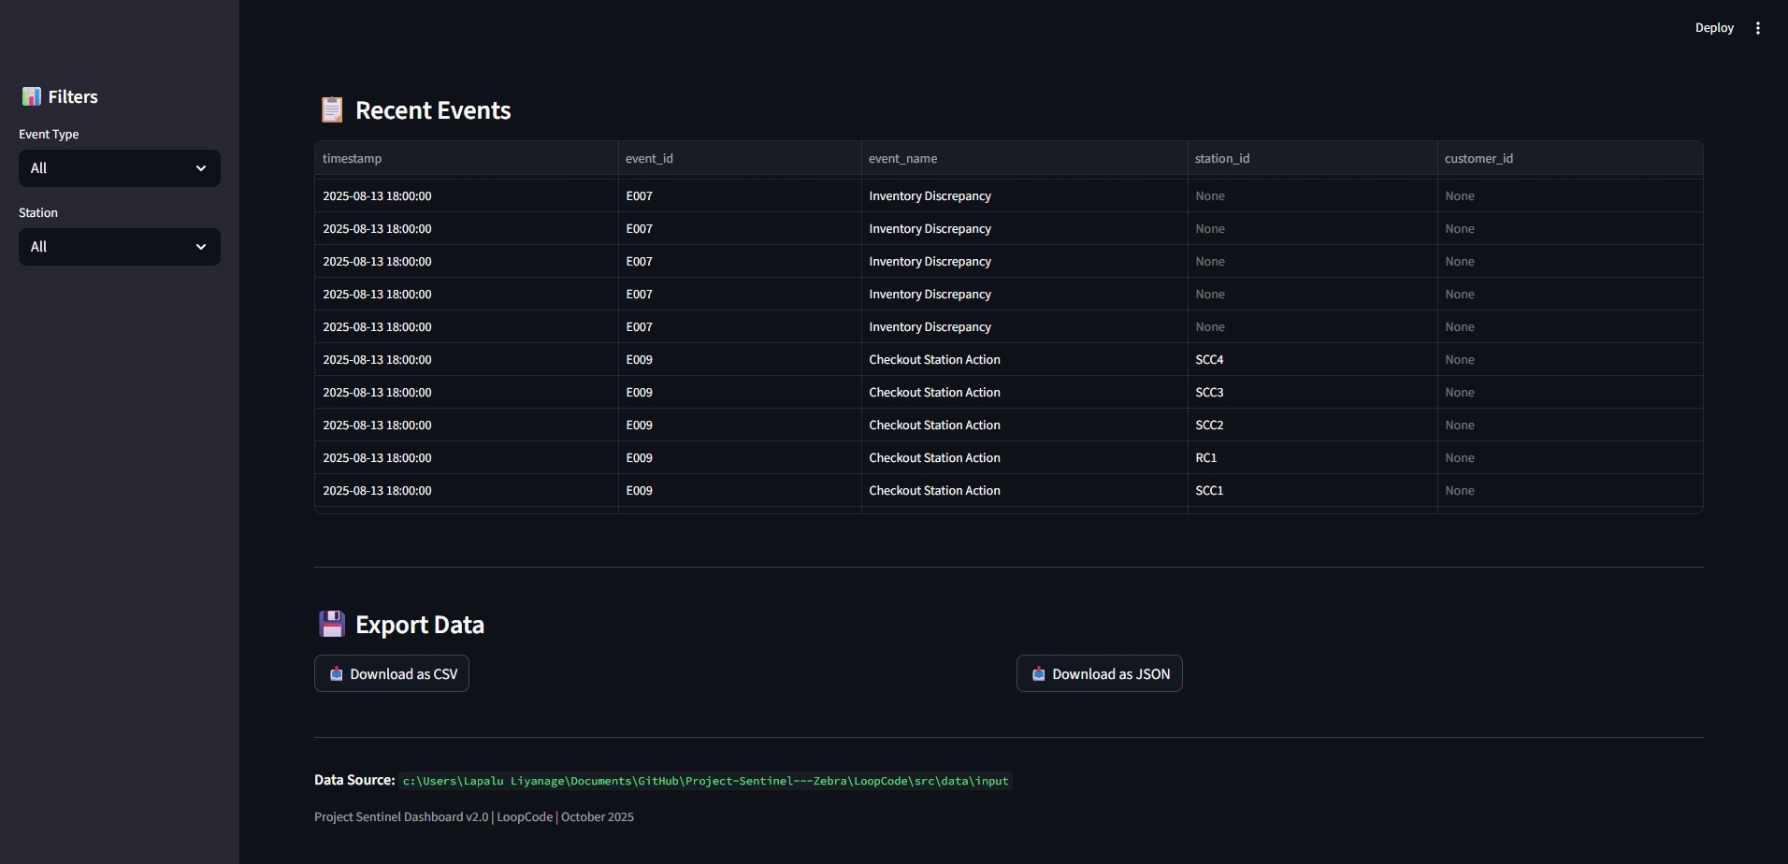 Deploy
Filters
Event Type
All
Station
All
Recent Events
timestamp event_id event_name station_id customer_id
2025-08-13 18:00:00 E007 Inventory Discrepancy None None
2025-08-13 18:00:00 E007 Inventory Discrepancy None None
2025-08-13 18:00:00 E007 Inventory Discrepancy None None
2025-08-13 18:00:00 E007 Inventory Discrepancy None None
2025-08-13 18:00:00 E007 Inventory Discrepancy None None
2025-08-13 18:00:00 E009 Checkout Station Action SCC4 None
2025-08-13 18:00:00 E009 Checkout Station Action SCC3 None
2025-08-13 18:00:00 E009 Checkout Station Action SCC2 None
2025-08-13 18:00:00 E009 Checkout Station Action RC1 None
2025-08-13 18:00:00 E009 Checkout Station Action SCC1 None
Export Data
Download as CSV Download as JSON
Data Source: c:\Users\Lapalu Liyanage\Documents\GitHub\Project-Sentinel---Zebra\LoopCode\src\data\input
Project Sentinel Dashboard v2.0 | LoopCode | October 2025